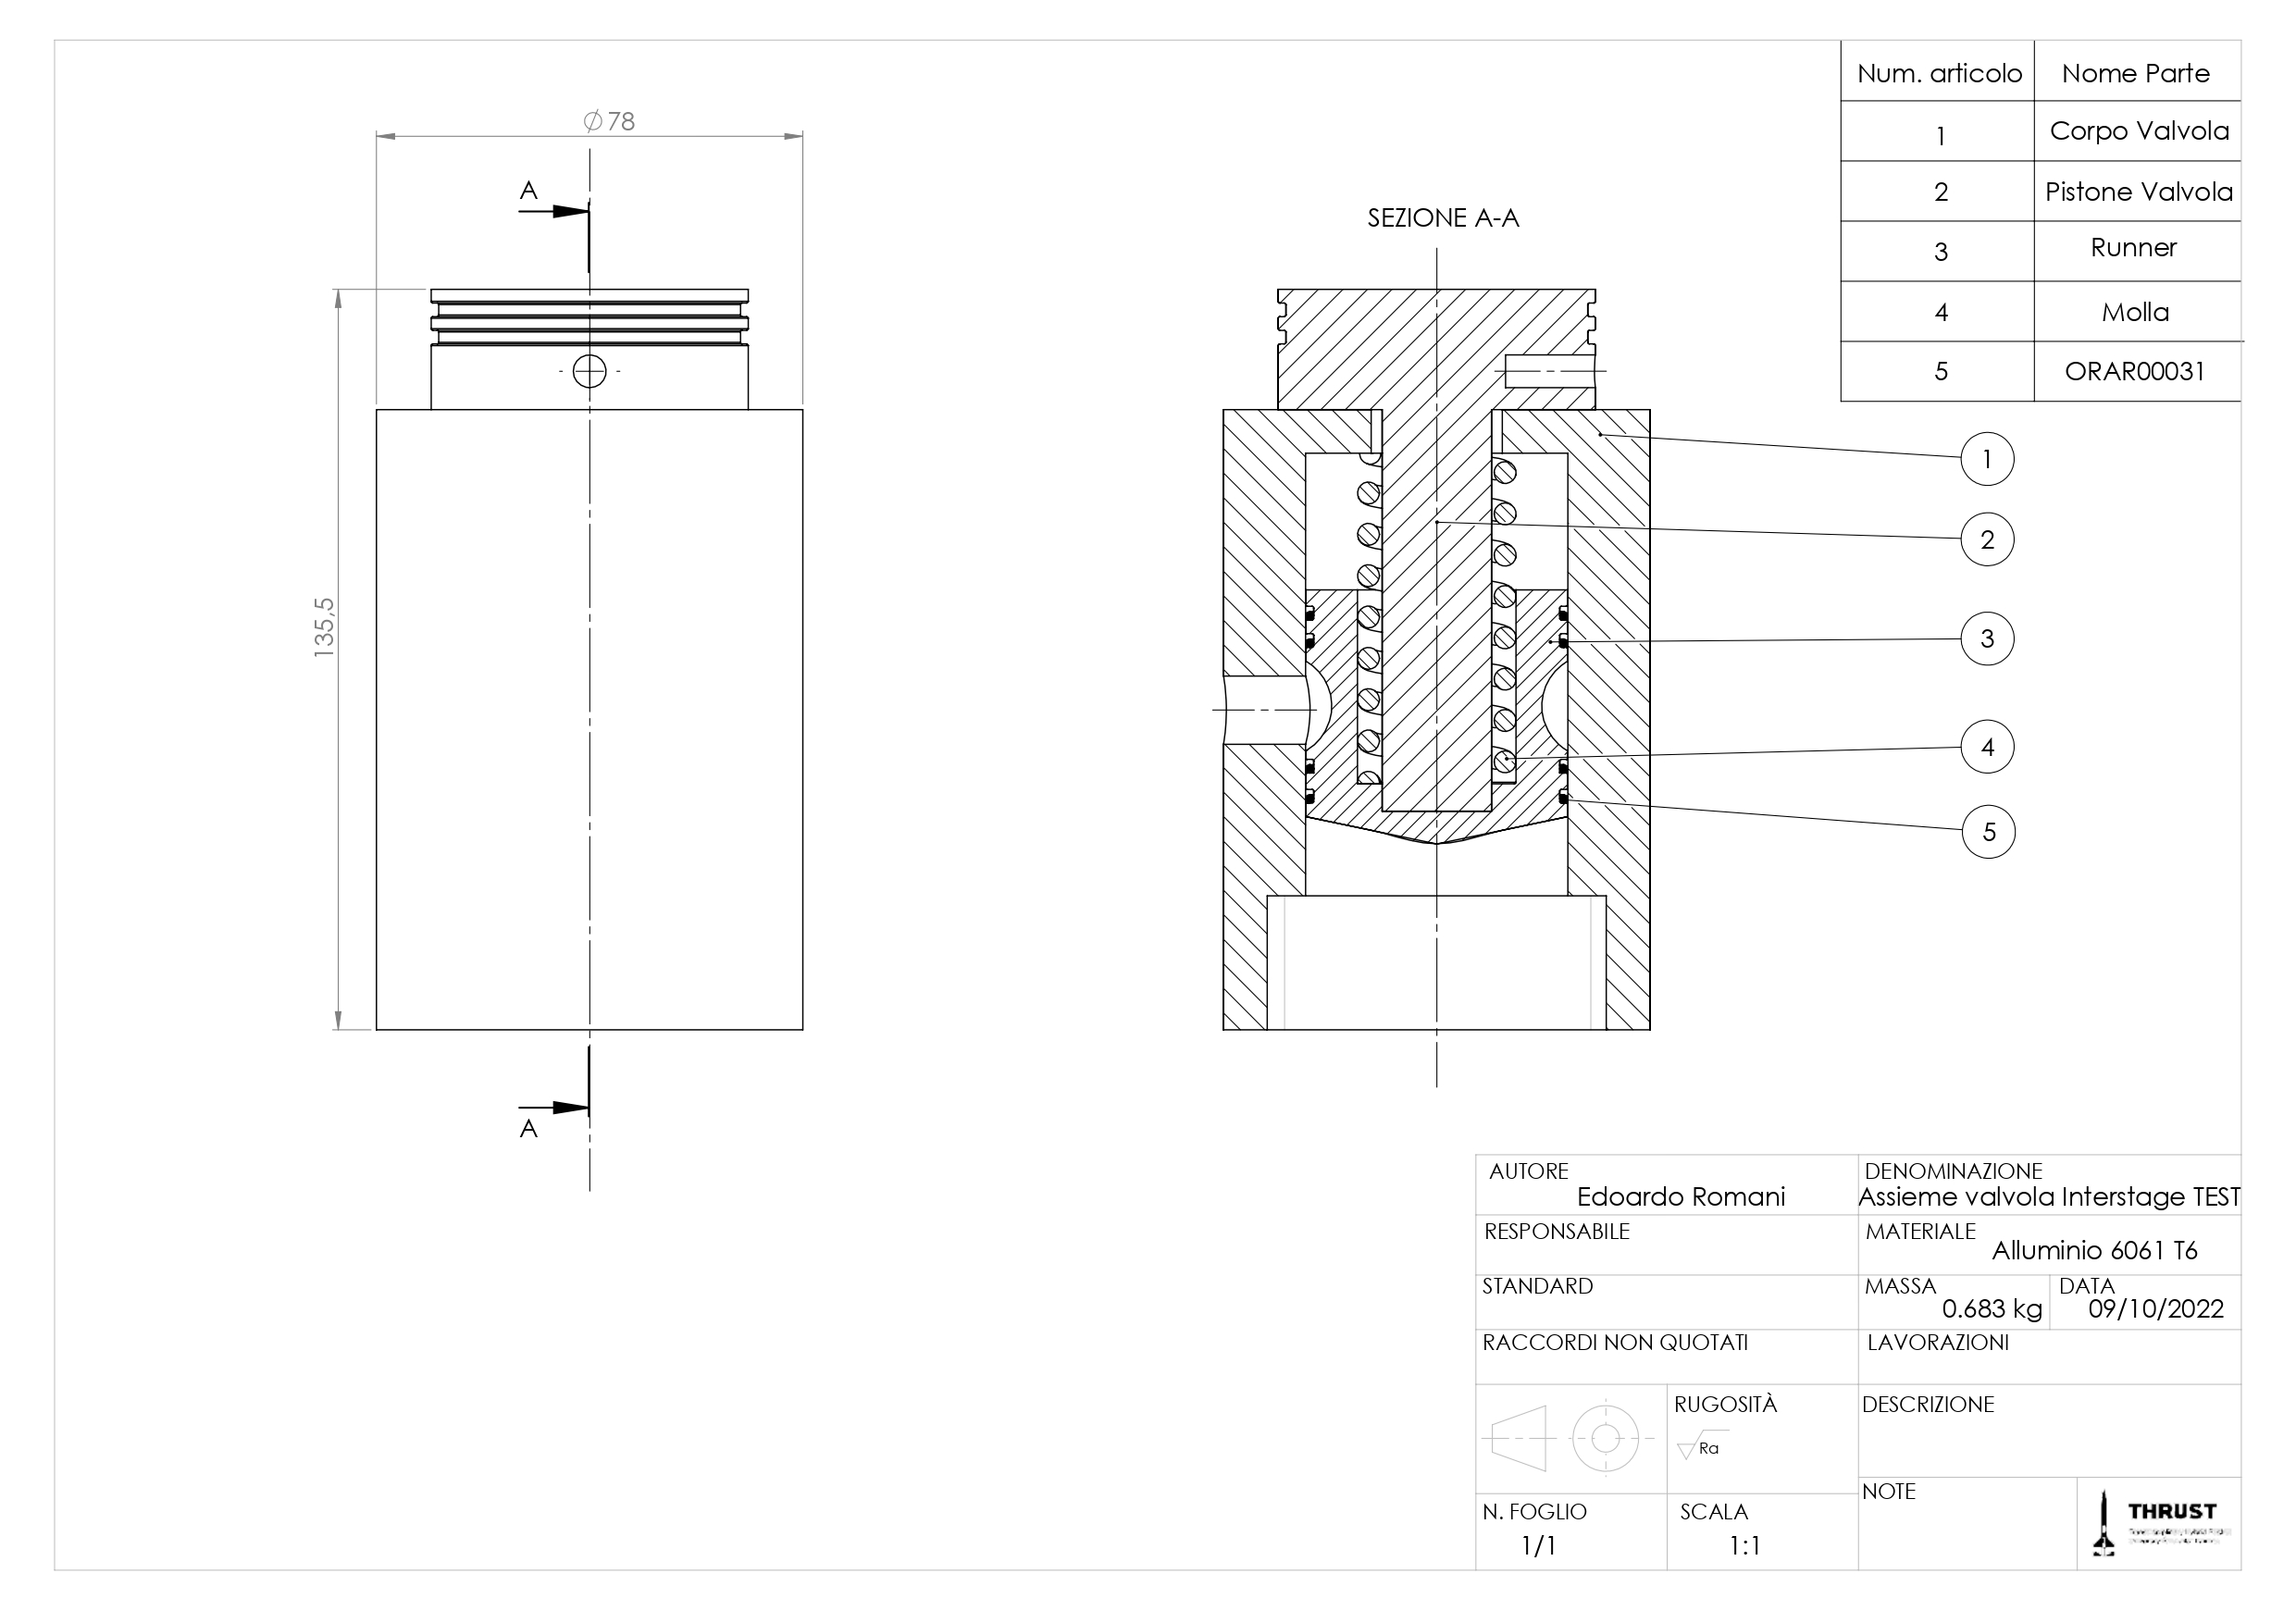 Num. articolo Nome Parte
1 Corpo Valvola
2 Pistone Valvola
3 Runner
4 Molla
5 ORAR00031
⌀78
A
135,5
A
SEZIONE A-A
1
2
3
4
5
AUTORE
Edoardo Romani
DENOMINAZIONE
Assieme valvola Interstage TEST
RESPONSABILE
MATERIALE
Alluminio 6061 T6
STANDARD
MASSA
0.683 kg
DATA
09/10/2022
RACCORDI NON QUOTATI
LAVORAZIONI
RUGOSITÀ
Ra
DESCRIZIONE
N. FOGLIO
1/1
SCALA
1:1
NOTE
THRUST